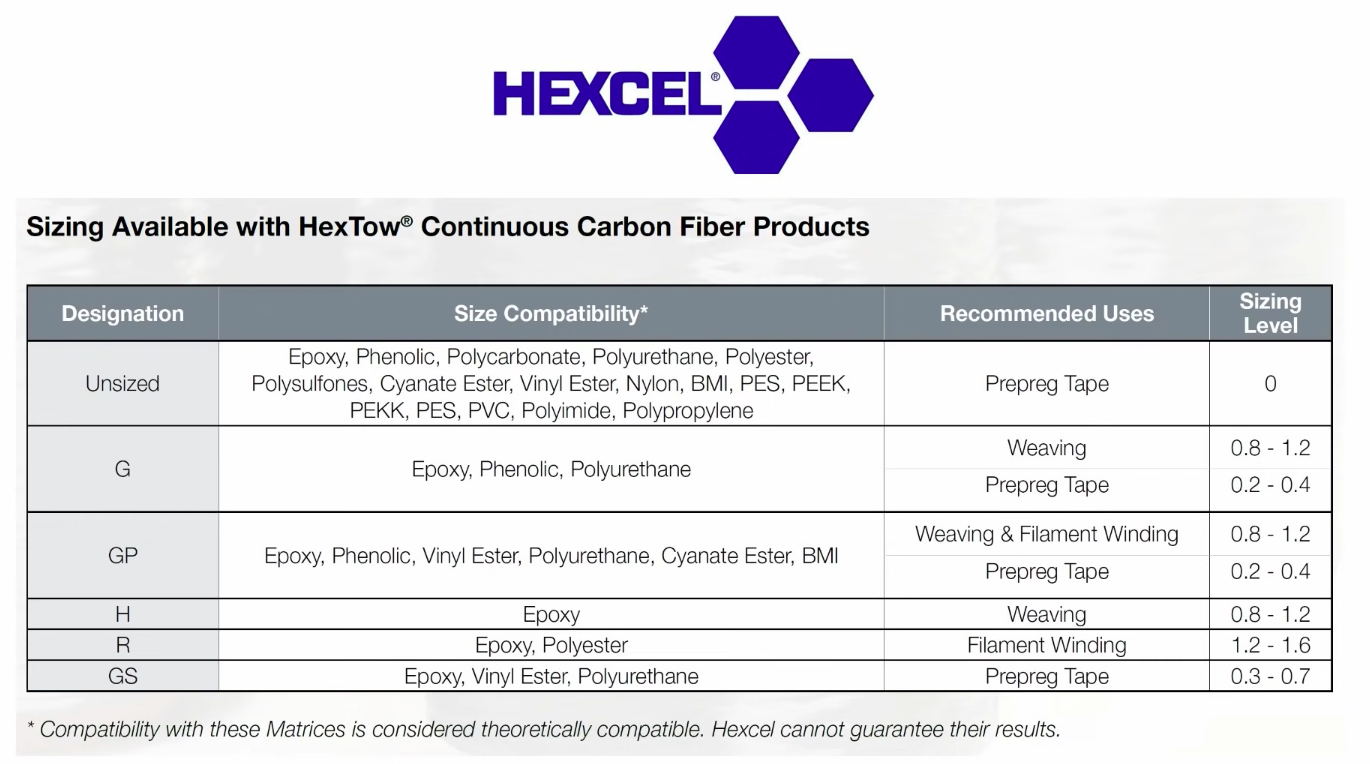 HEXCEL®
Sizing Available with HexTow® Continuous Carbon Fiber Products
Designation
Size Compatibility*
Recommended Uses
Sizing
Level
Unsized
Epoxy, Phenolic, Polycarbonate, Polyurethane, Polyester,
Polysulfones, Cyanate Ester, Vinyl Ester, Nylon, BMI, PES, PEEK,
PEKK, PES, PVC, Polyimide, Polypropylene
Prepreg Tape
0
G
Epoxy, Phenolic, Polyurethane
Weaving
0.8 - 1.2
Prepreg Tape
0.2 - 0.4
GP
Epoxy, Phenolic, Vinyl Ester, Polyurethane, Cyanate Ester, BMI
Weaving & Filament Winding
0.8 - 1.2
Prepreg Tape
0.2 - 0.4
H
Epoxy
Weaving
0.8 - 1.2
R
Epoxy, Polyester
Filament Winding
1.2 - 1.6
GS
Epoxy, Vinyl Ester, Polyurethane
Prepreg Tape
0.3 - 0.7
* Compatibility with these Matrices is considered theoretically compatible. Hexcel cannot guarantee their results.